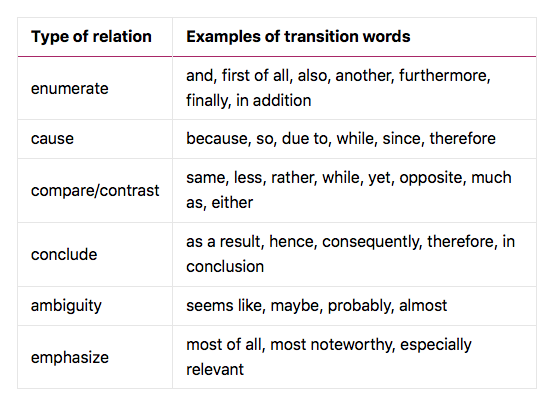 Type of relation
Examples of transition words
enumerate
and, first of all, also, another, furthermore,
finally, in addition
cause
because, so, due to, while, since, therefore
compare/contrast
same, less, rather, while, yet, opposite, much
as, either
conclude
as a result, hence, consequently, therefore, in
conclusion
ambiguity
seems like, maybe, probably, almost
emphasize
most of all, most noteworthy, especially
relevant